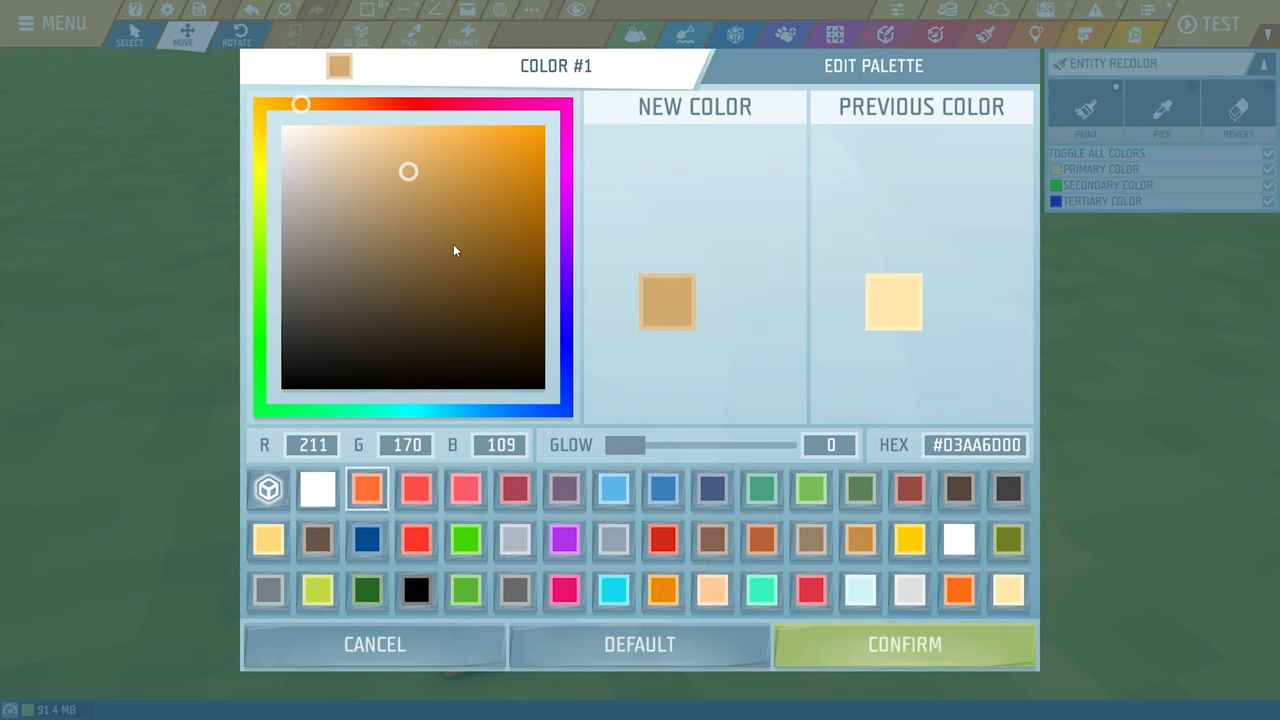 MENU
SELECT
MOVE
ROTATE
PICK
ENERGY
TEST
COLOR #1
EDIT PALETTE
ENTITY RECOLOR
NEW COLOR
PREVIOUS COLOR
PAINT
PICK
REVERT
TOGGLE ALL COLORS
PRIMARY COLOR
SECONDARY COLOR
TERTIARY COLOR
R 211 G 170 B 109 GLOW 0 HEX #D3AA6D00
CANCEL
DEFAULT
CONFIRM
91.4 MB